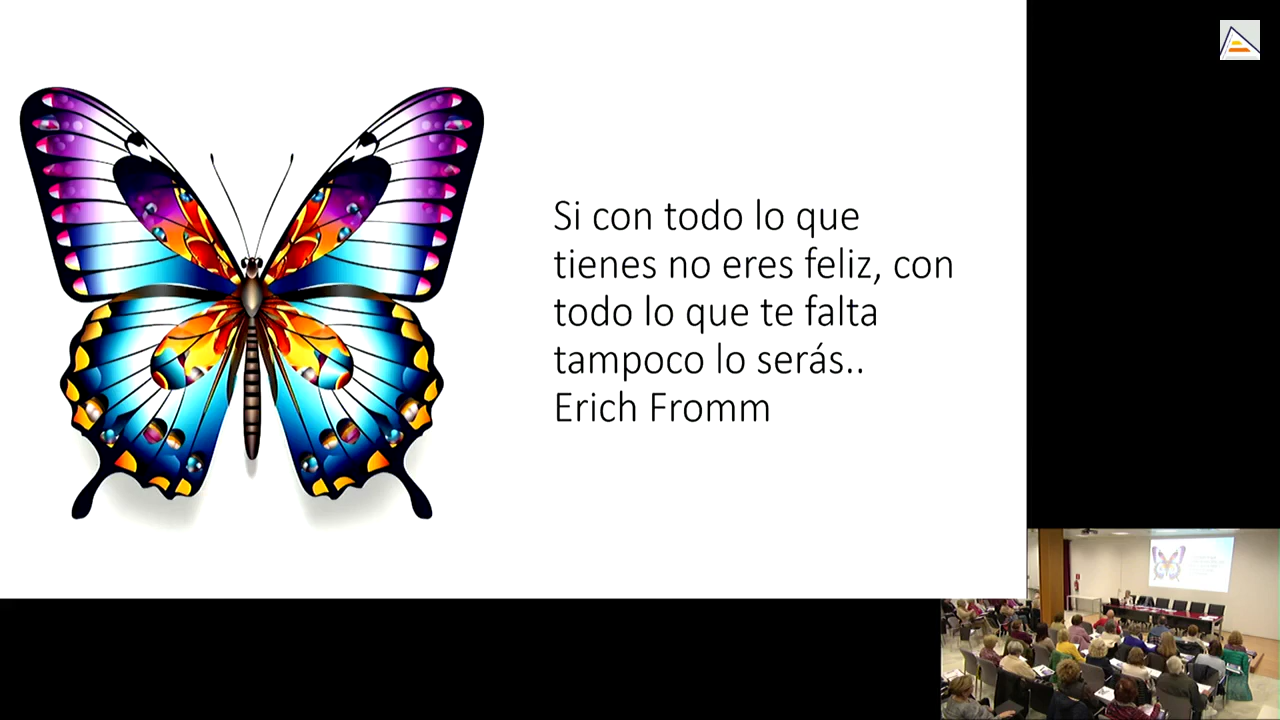 Si con todo lo que
tienes no eres feliz, con
todo lo que te falta
tampoco lo serás..
Erich Fromm